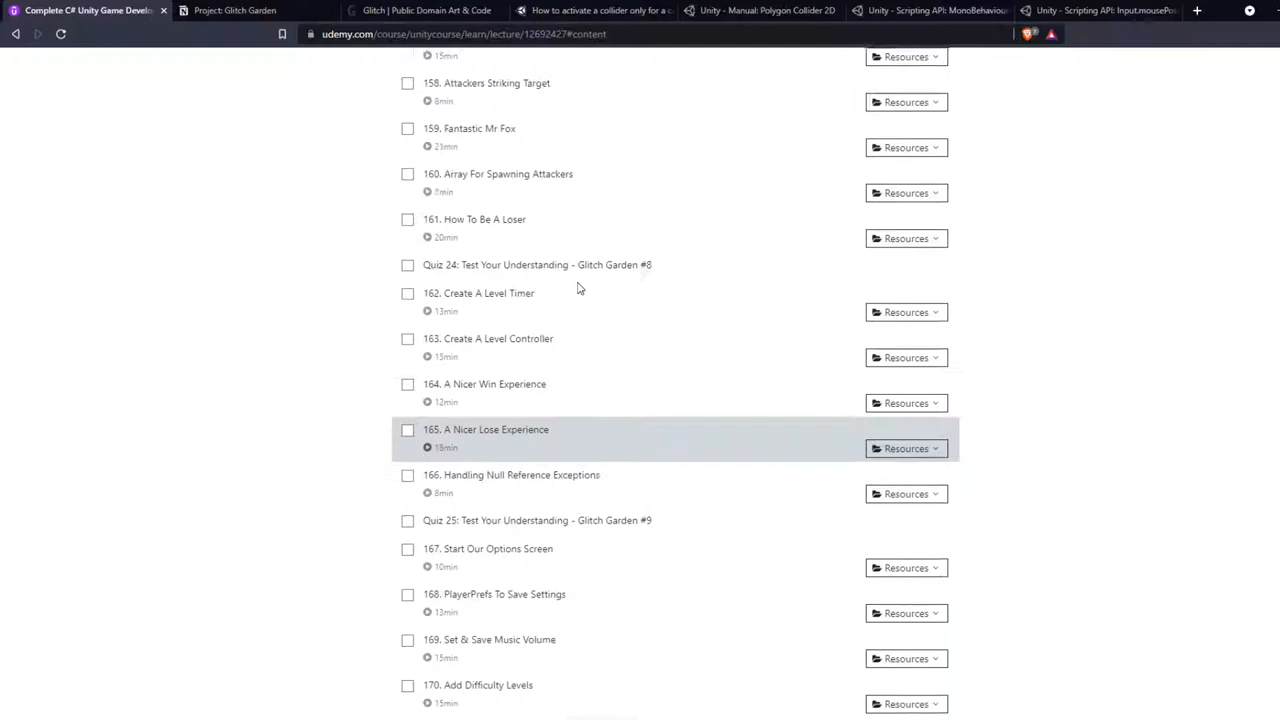 Complete C# Unity Game Develo
Project: Glitch Garden
Glitch | Public Domain Art & Code
How to activate a collider only for a c
Unity - Manual: Polygon Collider 2D
Unity - Scripting API: MonoBehaviou
Unity - Scripting API: Input.mousePo
udemy.com/course/unitycourse/learn/lecture/12692427#content
15min
Resources
158. Attackers Striking Target
8min
Resources
159. Fantastic Mr Fox
21min
Resources
160. Array For Spawning Attackers
8min
Resources
161. How To Be A Loser
20min
Resources
Quiz 24: Test Your Understanding - Glitch Garden #8
162. Create A Level Timer
13min
Resources
163. Create A Level Controller
15min
Resources
164. A Nicer Win Experience
12min
Resources
165. A Nicer Lose Experience
18min
Resources
166. Handling Null Reference Exceptions
8min
Resources
Quiz 25: Test Your Understanding - Glitch Garden #9
167. Start Our Options Screen
10min
Resources
168. PlayerPrefs To Save Settings
13min
Resources
169. Set & Save Music Volume
15min
Resources
170. Add Difficulty Levels
15min
Resources